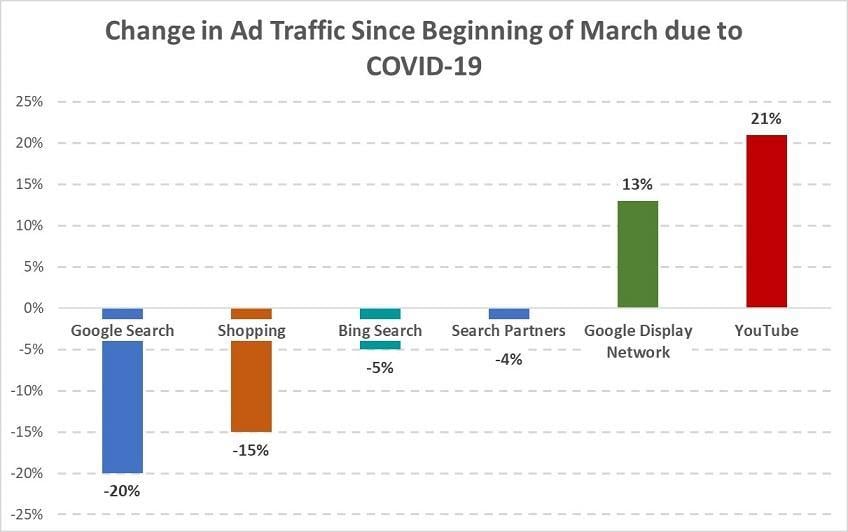 Change in Ad Traffic Since Beginning of March due to
COVID-19
25%
20%
15%
10%
5%
0%
-5%
-10%
-15%
-20%
-25%
21%
13%
Google Search
Shopping
Bing Search
Search Partners
Google Display
Network
YouTube
-5%
-4%
-15%
-20%